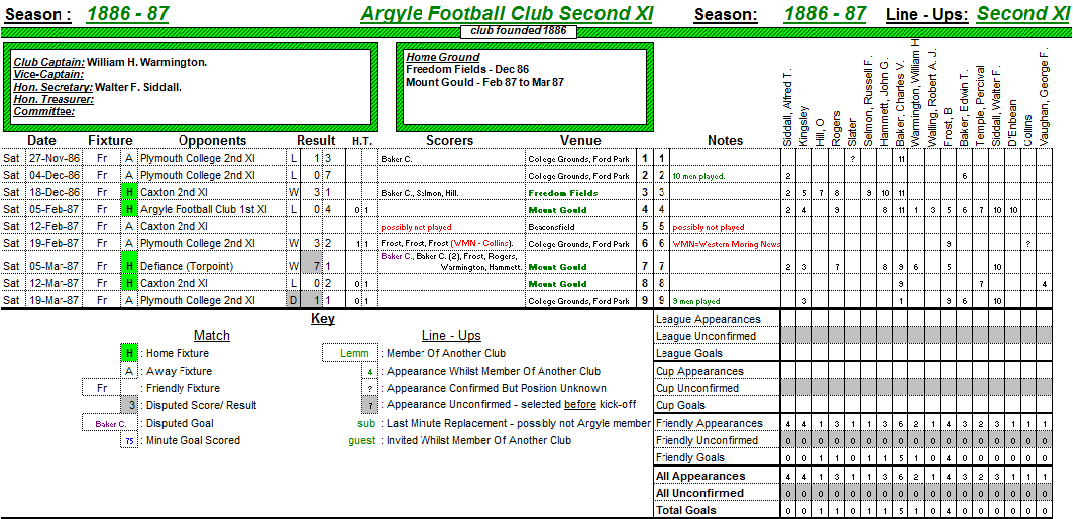 Season : 1886 - 87 Argyle Football Club Second XI Season: 1886 - 87 Line - Ups: Second XI
club founded 1886
Club Captain: William H. Warmington.
Vice-Captain:
Hon. Secretary: Walter F. Siddall.
Hon. Treasurer:
Committee:
Home Ground
Freedom Fields - Dec 86
Mount Gould - Feb 87 to Mar 87
Siddall, Alfred T.
Kingsley
Hill, O
Rogers
Slater
Selmon, Russell F.
Hammett, John G.
Baker, Charles V.
Warmington, William H
Walling, Robert A. J.
Frost, B
Baker, Edwin T.
Temple, Percival
Siddall, Walter F.
D'Erbean
Collins
Vaughan, George F.
Date Fixture Opponents Result H.T. Scorers Venue Notes
Sat 27-Nov-86 Fr A Plymouth College 2nd XI L 1 3 Baker C. College Grounds, Ford Park 1 1 ? 11
Sat 04-Dec-86 Fr A Plymouth College 2nd XI L 0 7 College Grounds, Ford Park 2 2 10 men played. 2 6
Sat 18-Dec-86 Fr H Caxton 2nd XI W 3 1 Baker C., Selmon, Hill. Freedom Fields 3 3 2 5 7 8 9 10 11
Sat 05-Feb-87 Fr H Argyle Football Club 1st XI L 0 4 0 1 Mount Gould 4 4 2 4 9 8 11 1 3 5 6 7 10 10
Sat 12-Feb-87 Fr A Caxton 2nd XI possibly not played Beaconsfield 5 5 possibly not played
Sat 19-Feb-87 Fr A Plymouth College 2nd XI W 3 2 1 1 Frost, Frost, Frost (WMN - Collins). College Grounds, Ford Park 6 6 WMN=Western Moring News 9 ?
Sat 05-Mar-87 Fr H Defiance (Torpoint) W 7 1 Baker C., Baker C. (2), Frost, Rogers, Warmington, Hammett. Mount Gould 7 7 2 3 7 8 9 6 5 10
Sat 12-Mar-87 Fr H Caxton 2nd XI L 0 2 0 1 Mount Gould 8 8 9 7 4
Sat 19-Mar-87 Fr A Plymouth College 2nd XI D 1 1 0 1 College Grounds, Ford Park 9 9 9 men played 3 1 9 6 10
Key
Match Line - Ups
H : Home Fixture Lemm : Member Of Another Club
A : Away Fixture 4 : Appearance Whilst Member Of Another Club
Fr : Friendly Fixture ? : Appearance Confirmed But Position Unknown
3 : Disputed Score/ Result 7 : Appearance Unconfirmed - selected before kick-off
Baker C. : Disputed Goal sub : Last Minute Replacement - possibly not Argyle member
75 : Minute Goal Scored guest : Invited Whilst Member Of Another Club
League Appearances
League Unconfirmed
League Goals
Cup Appearances
Cup Unconfirmed
Cup Goals
Friendly Appearances 4 4 1 3 1 1 3 6 2 1 4 3 2 3 1 1 1
Friendly Unconfirmed 0 0 0 0 0 0 0 0 0 0 0 0 0 0 0 0 0
Friendly Goals 0 0 1 1 0 1 1 5 1 0 4 0 0 0 0 0 0
All Appearances 4 4 1 3 1 1 3 6 2 1 4 3 2 3 1 1 1
All Unconfirmed 0 0 0 0 0 0 0 0 0 0 0 0 0 0 0 0 0
Total Goals 0 0 1 1 0 1 1 5 1 0 4 0 0 0 0 0 0